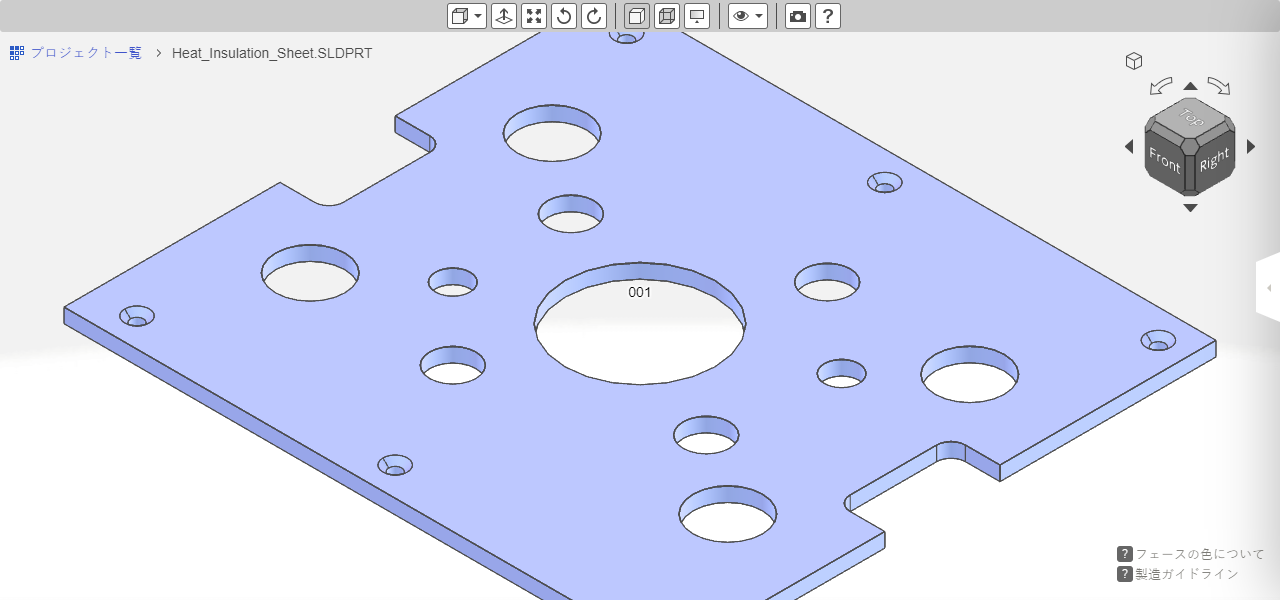 ?
プロジェクト一覧 > Heat_Insulation_Sheet.SLDPRT
Top
Front
Right
001
? フェースの色について
? 製造ガイドライン